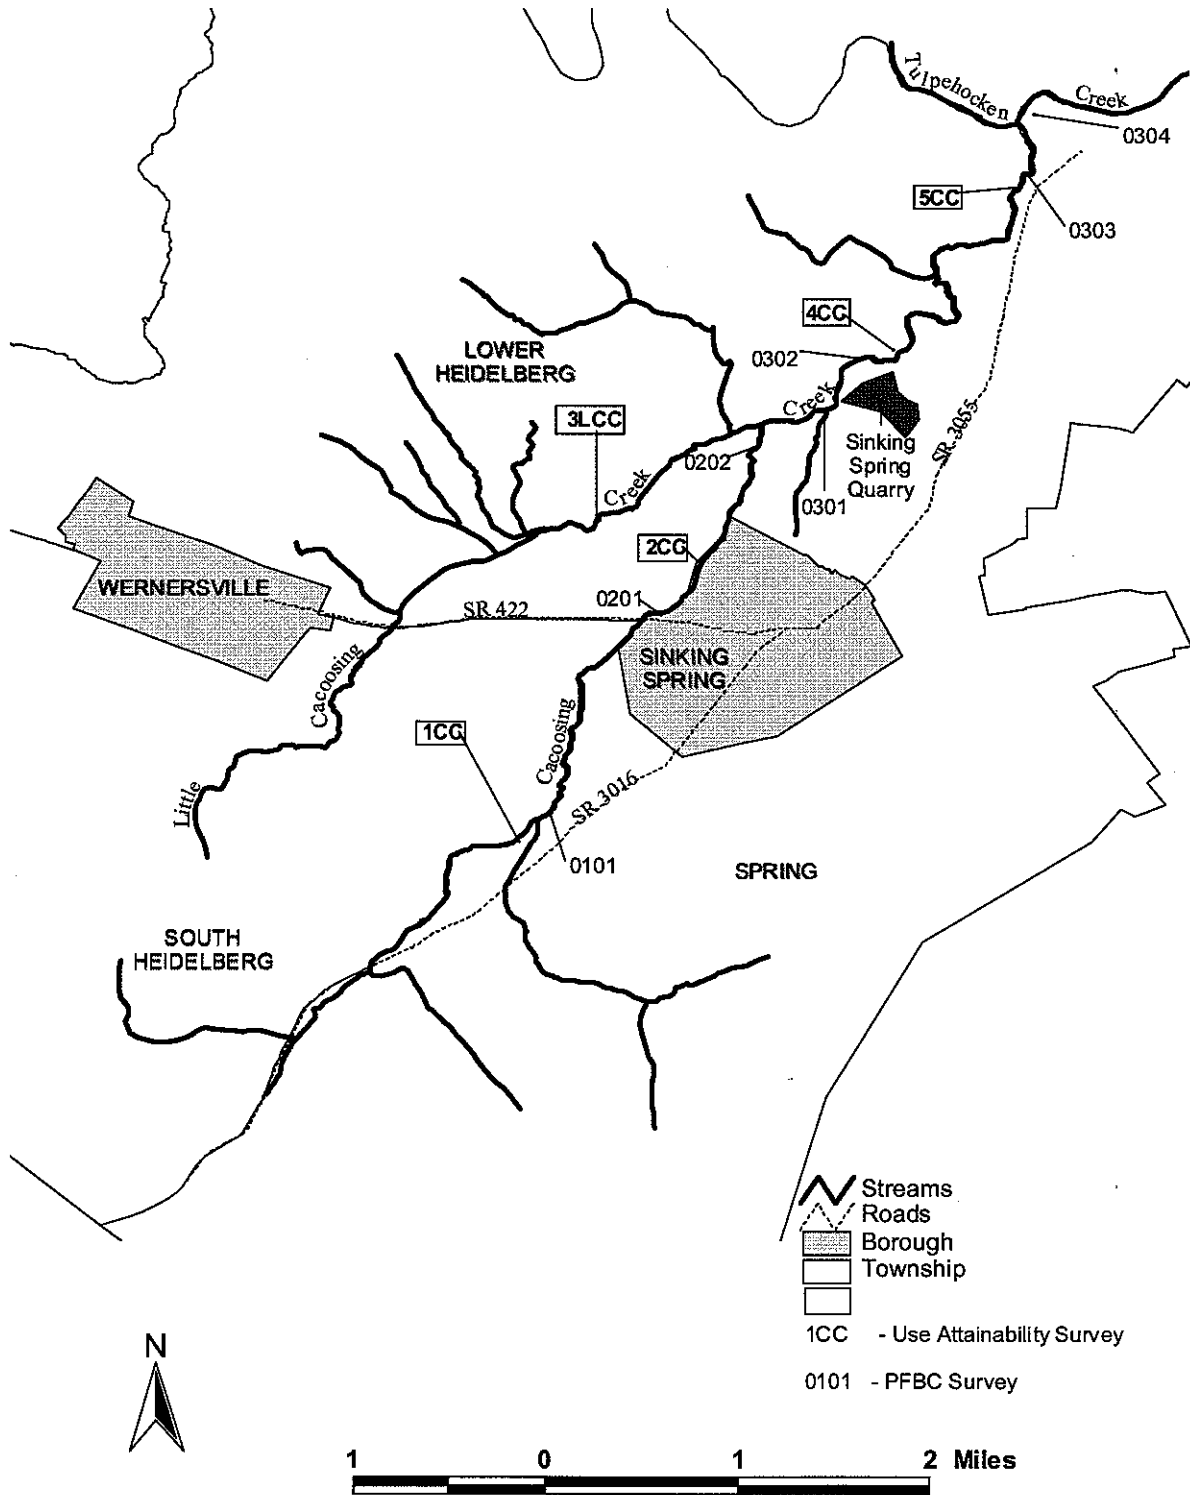 Tulpehocken
Creek
0304
5CC
0303
4CC
0302
LOWER
HEIDELBERG
Creek
3LCC
SR 3055
Sinking
Spring
Quarry
0202
Creek
0301
2CC
WERNERSVILLE
0201
SR 422
SINKING
SPRING
Cacoosing
1CC
Cacoosing
Little
SR 3016
0101
SPRING
SOUTH
HEIDELBERG
Streams
Roads
Borough
Township
1CC - Use Attainability Survey
0101 - PFBC Survey
N
1 0 1 2 Miles